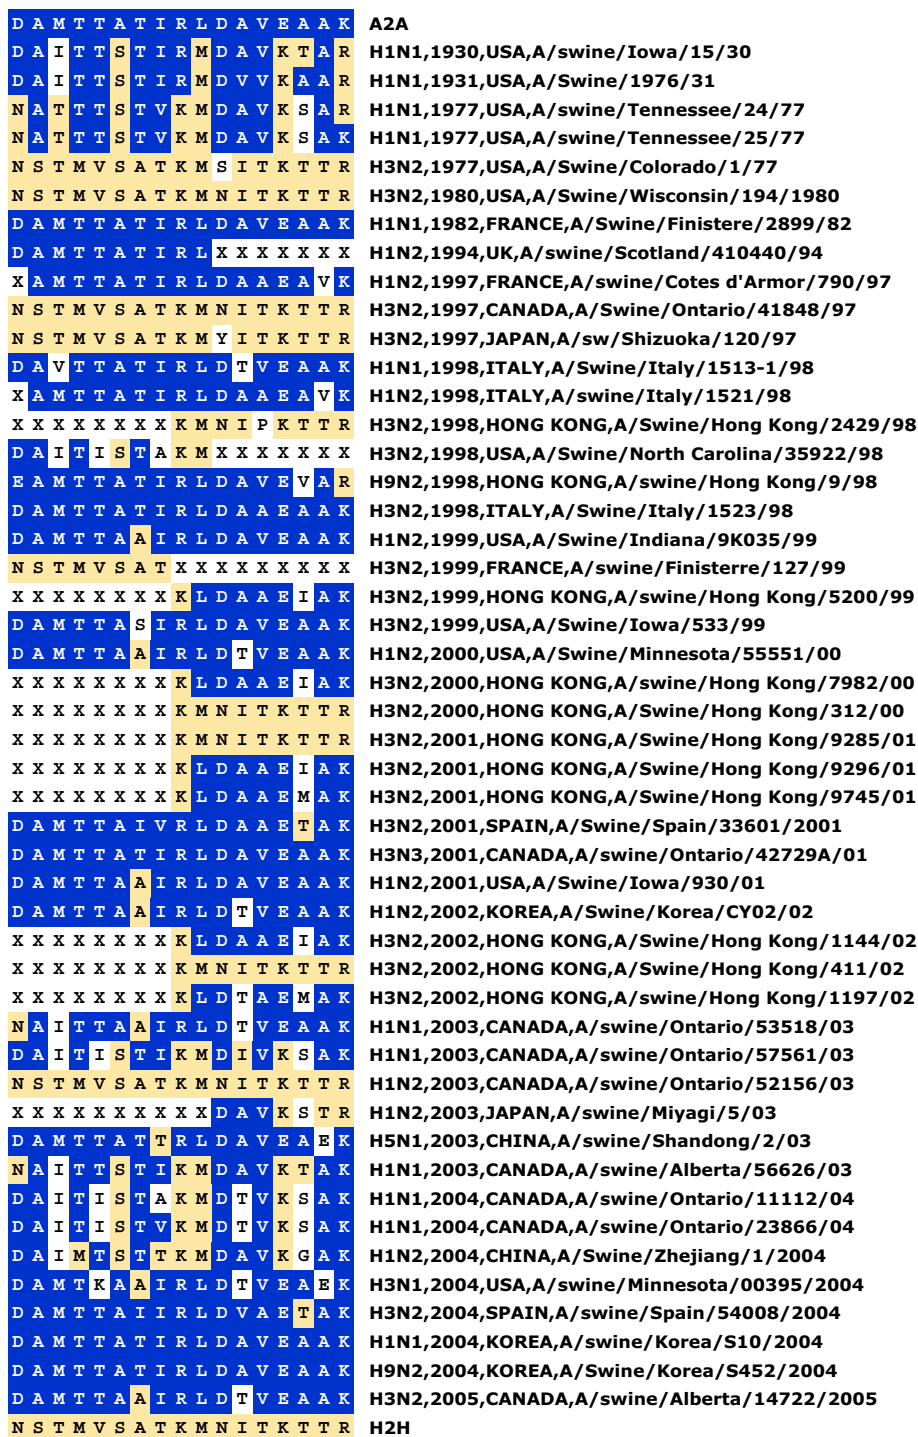 D A M T T A T I R L D A V E A A K A2A
D A I T T S T I R M D A V K T A R H1N1,1930,USA,A/swine/Iowa/15/30
D A I T T S T I R M D V V K A A R H1N1,1931,USA,A/Swine/1976/31
N A T T T S T V K M D A V K S A R H1N1,1977,USA,A/swine/Tennessee/24/77
N A T T T S T V K M D A V K S A K H1N1,1977,USA,A/swine/Tennessee/25/77
N S T M V S A T K M S I T K T T R H3N2,1977,USA,A/Swine/Colorado/1/77
N S T M V S A T K M N I T K T T R H3N2,1980,USA,A/Swine/Wisconsin/194/1980
D A M T T A T I R L D A V E A A K H1N1,1982,FRANCE,A/Swine/Finistere/2899/82
D A M T T A T I R L X X X X X X X H1N2,1994,UK,A/swine/Scotland/410440/94
X A M T T A T I R L D A A E A V K H1N2,1997,FRANCE,A/swine/Cotes d'Armor/790/97
N S T M V S A T K M N I T K T T R H3N2,1997,CANADA,A/Swine/Ontario/41848/97
N S T M V S A T K M Y I T K T T R H3N2,1997,JAPAN,A/sw/Shizuoka/120/97
D A V T T A T I R L D T V E A A K H1N1,1998,ITALY,A/Swine/Italy/1513-1/98
X A M T T A T I R L D A A E A V K H1N2,1998,ITALY,A/swine/Italy/1521/98
X X X X X X X X K M N I P K T T R H3N2,1998,HONG KONG,A/Swine/Hong Kong/2429/98
D A I T I S T A K M X X X X X X X H3N2,1998,USA,A/Swine/North Carolina/35922/98
E A M T T A T I R L D A V E V A R H9N2,1998,HONG KONG,A/swine/Hong Kong/9/98
D A M T T A T I R L D A A E A A K H3N2,1998,ITALY,A/Swine/Italy/1523/98
D A M T T A A I R L D A V E A A K H1N2,1999,USA,A/Swine/Indiana/9K035/99
N S T M V S A T X X X X X X X X X H3N2,1999,FRANCE,A/swine/Finisterre/127/99
X X X X X X X X K L D A A E I A K H3N2,1999,HONG KONG,A/swine/Hong Kong/5200/99
D A M T T A S I R L D A V E A A K H3N2,1999,USA,A/Swine/Iowa/533/99
D A M T T A A I R L D T V E A A K H1N2,2000,USA,A/Swine/Minnesota/55551/00
X X X X X X X X K L D A A E I A K H3N2,2000,HONG KONG,A/swine/Hong Kong/7982/00
X X X X X X X X K M N I T K T T R H3N2,2000,HONG KONG,A/Swine/Hong Kong/312/00
X X X X X X X X K M N I T K T T R H3N2,2001,HONG KONG,A/Swine/Hong Kong/9285/01
X X X X X X X X K L D A A E I A K H3N2,2001,HONG KONG,A/Swine/Hong Kong/9296/01
X X X X X X X X K L D A A E M A K H3N2,2001,HONG KONG,A/Swine/Hong Kong/9745/01
D A M T T A I V R L D A A E T A K H3N2,2001,SPAIN,A/Swine/Spain/33601/2001
D A M T T A T I R L D A V E A A K H3N3,2001,CANADA,A/swine/Ontario/42729A/01
D A M T T A A I R L D A V E A A K H1N2,2001,USA,A/Swine/Iowa/930/01
D A M T T A A I R L D T V E A A K H1N2,2002,KOREA,A/Swine/Korea/CY02/02
X X X X X X X X K L D A A E I A K H3N2,2002,HONG KONG,A/Swine/Hong Kong/1144/02
X X X X X X X X K M N I T K T T R H3N2,2002,HONG KONG,A/Swine/Hong Kong/411/02
X X X X X X X X K L D T A E M A K H3N2,2002,HONG KONG,A/swine/Hong Kong/1197/02
N A I T T A A I R L D T V E A A K H1N1,2003,CANADA,A/swine/Ontario/53518/03
D A I T I S T I K M D I V K S A K H1N1,2003,CANADA,A/swine/Ontario/57561/03
N S T M V S A T K M N I T K T T R H1N2,2003,CANADA,A/swine/Ontario/52156/03
X X X X X X X X X X D A V K S T R H1N2,2003,JAPAN,A/swine/Miyagi/5/03
D A M T T A T T R L D A V E A E K H5N1,2003,CHINA,A/swine/Shandong/2/03
N A I T T S T I K M D A V K T A K H1N1,2003,CANADA,A/swine/Alberta/56626/03
D A I T I S T A K M D T V K S A K H1N1,2004,CANADA,A/swine/Ontario/11112/04
D A I T I S T V K M D T V K S A K H1N1,2004,CANADA,A/swine/Ontario/23866/04
D A I M T S T T K M D A V K G A K H1N2,2004,CHINA,A/Swine/Zhejiang/1/2004
D A M T K A A I R L D T V E A E K H3N1,2004,USA,A/swine/Minnesota/00395/2004
D A M T T A I I R L D V A E T A K H3N2,2004,SPAIN,A/swine/Spain/54008/2004
D A M T T A T I R L D A V E A A K H1N1,2004,KOREA,A/swine/Korea/S10/2004
D A M T T A T I R L D A V E A A K H9N2,2004,KOREA,A/Swine/Korea/S452/2004
D A M T T A A I R L D T V E A A K H3N2,2005,CANADA,A/swine/Alberta/14722/2005
N S T M V S A T K M N I T K T T R H2H